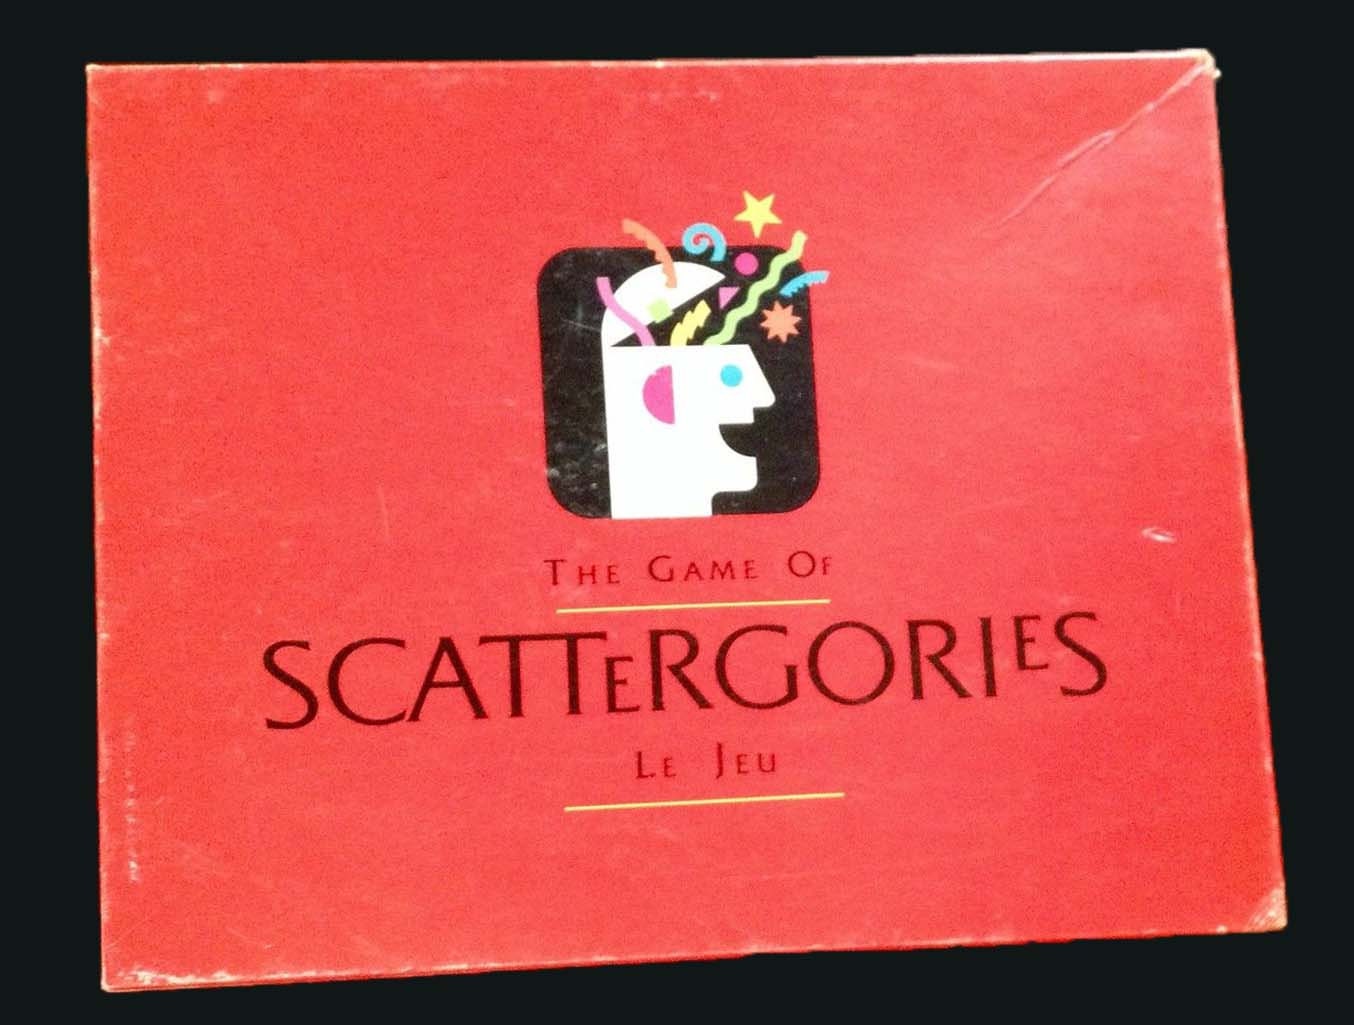 The Game Of
SCATTERGORIES
Le Jeu